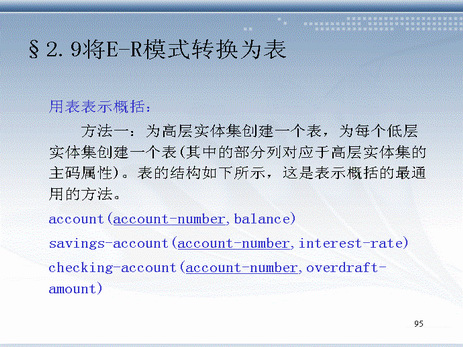 §2.9将E-R模式转换为表
用表表示概括：
方法一：为高层实体集创建一个表，为每个低层
实体集创建一个表(其中的部分列对应于高层实体集的
主码属性)。表的结构如下所示，这是表示概括的最通
用的方法。
account(account-number,balance)
savings-account(account-number,interest-rate)
checking-account(account-number,overdraft-
amount)
95